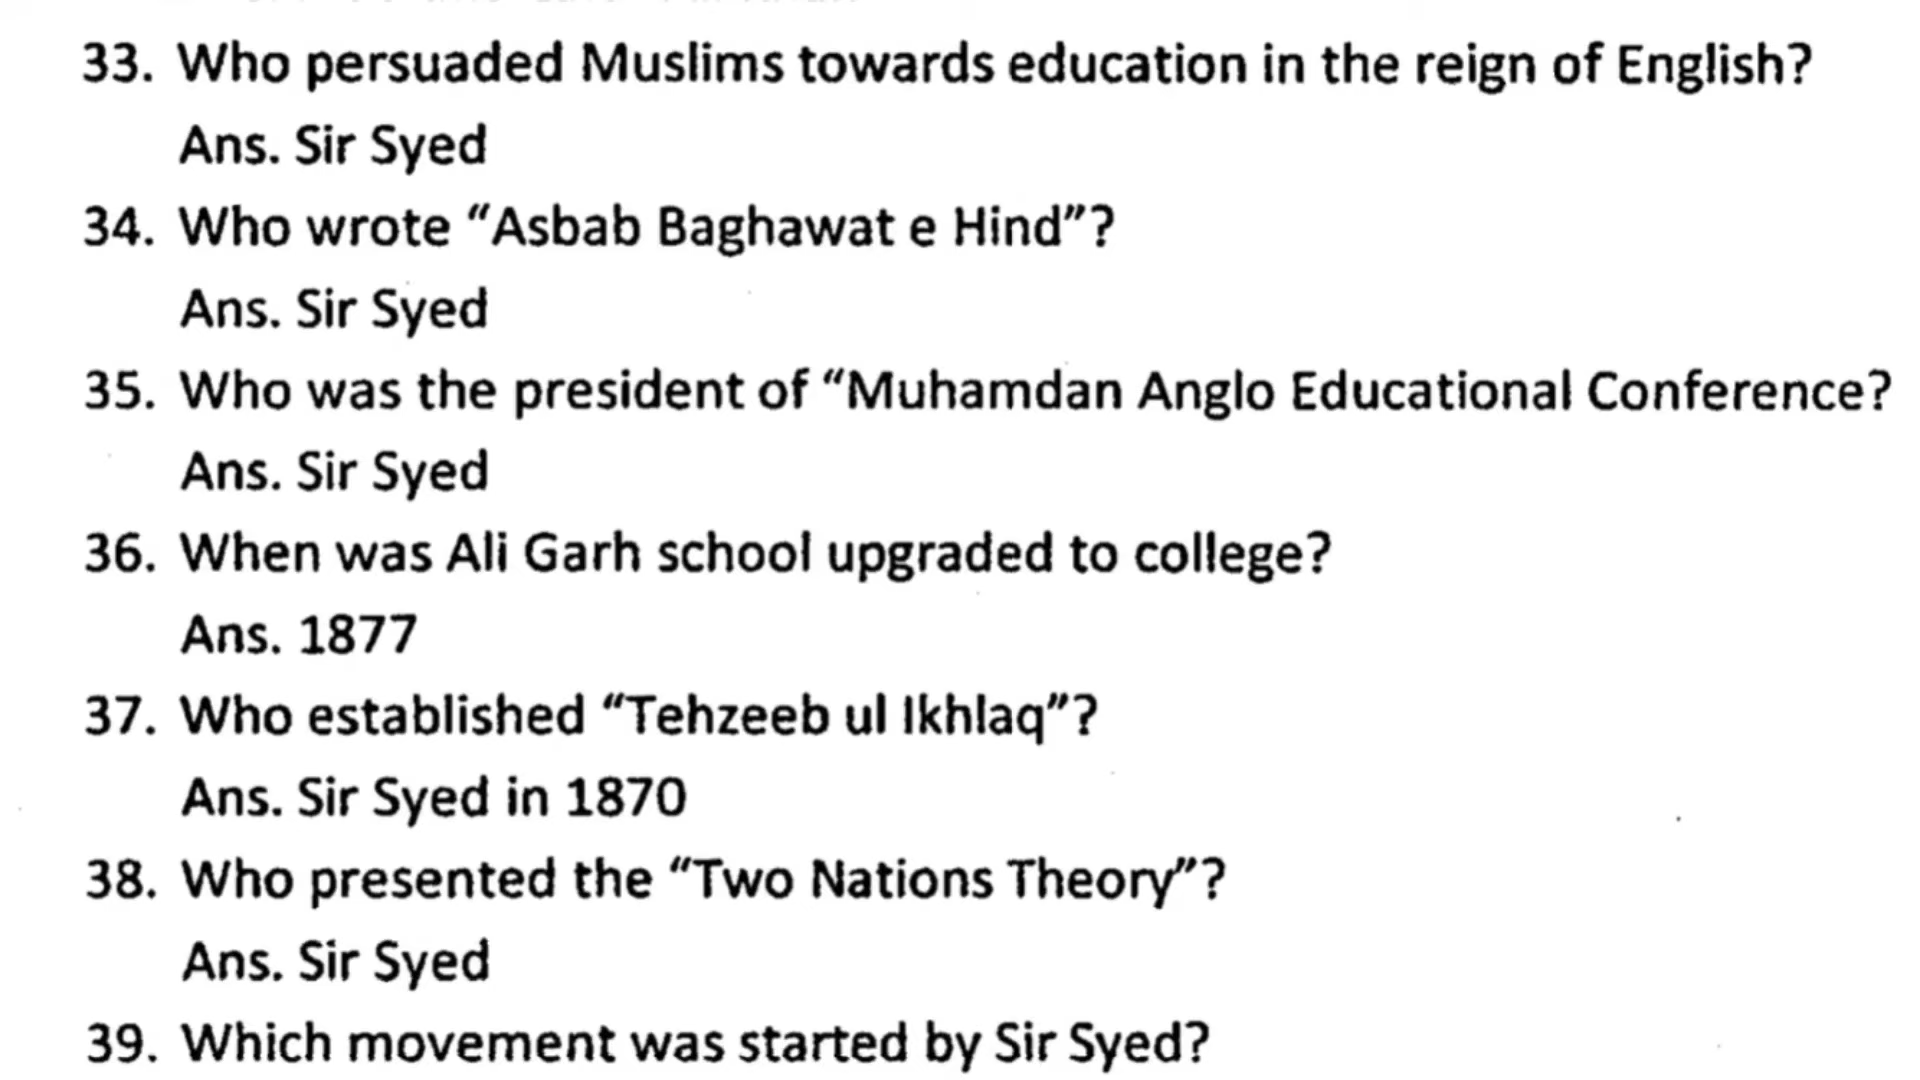 33. Who persuaded Muslims towards education in the reign of English?
Ans. Sir Syed
34. Who wrote “Asbab Baghawat e Hind”?
Ans. Sir Syed
35. Who was the president of “Muhamdan Anglo Educational Conference?
Ans. Sir Syed
36. When was Ali Garh school upgraded to college?
Ans. 1877
37. Who established “Tehzeeb ul Ikhlaq”?
Ans. Sir Syed in 1870
38. Who presented the “Two Nations Theory”?
Ans. Sir Syed
39. Which movement was started by Sir Syed?